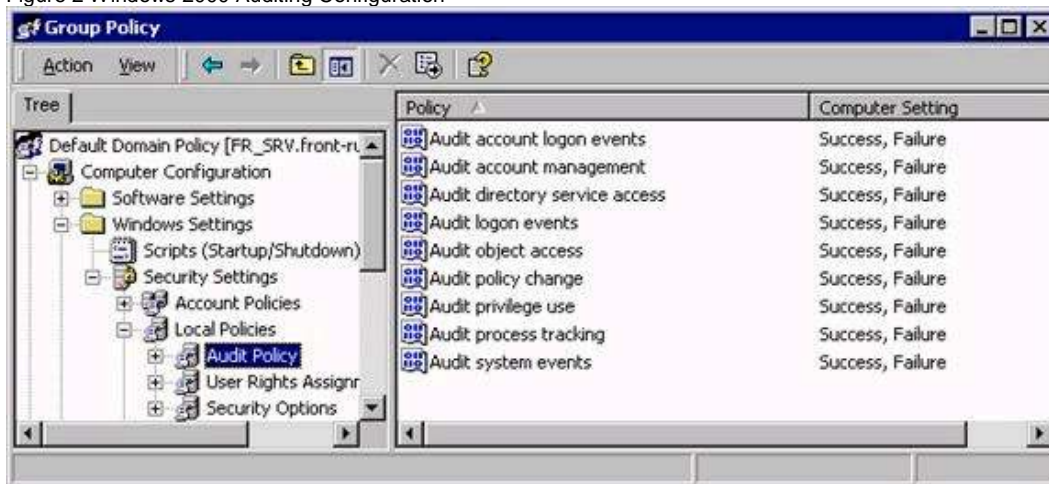 Figure 2 Windows 2000 Auditing Configuration
Group Policy
Action View
Tree
Policy Computer Setting
Default Domain Policy [FR_SRV.front-ru
Computer Configuration
Software Settings
Windows Settings
Scripts (Startup/Shutdown)
Security Settings
Account Policies
Local Policies
Audit Policy
User Rights Assignr
Security Options
Audit account logon events Success, Failure
Audit account management Success, Failure
Audit directory service access Success, Failure
Audit logon events Success, Failure
Audit object access Success, Failure
Audit policy change Success, Failure
Audit privilege use Success, Failure
Audit process tracking Success, Failure
Audit system events Success, Failure